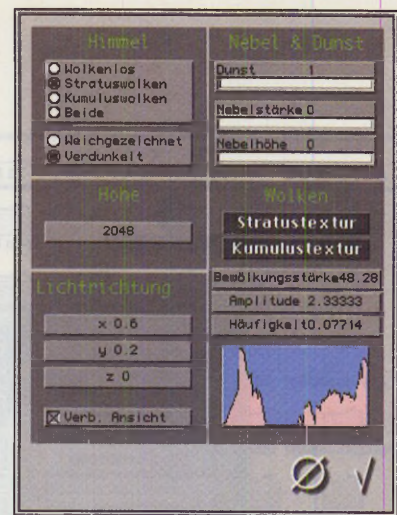 Himmel
Wolkenlos
Stratuswolken
Kumuluswolken
Beide
Weichgezeichnet
Verdunkelt
Nebel & Dunst
Dunst 1
Nebelstärke 0
Nebelhöhe 0
Höhe
2048
Wolken
Stratustextur
Kumulustextur
Bewölkungsstärke48.28
Amplitude 2.33333
Häufigkeit0.07714
Lichtrichtung
x 0.6
y 0.2
z 0
Verb. Ansicht